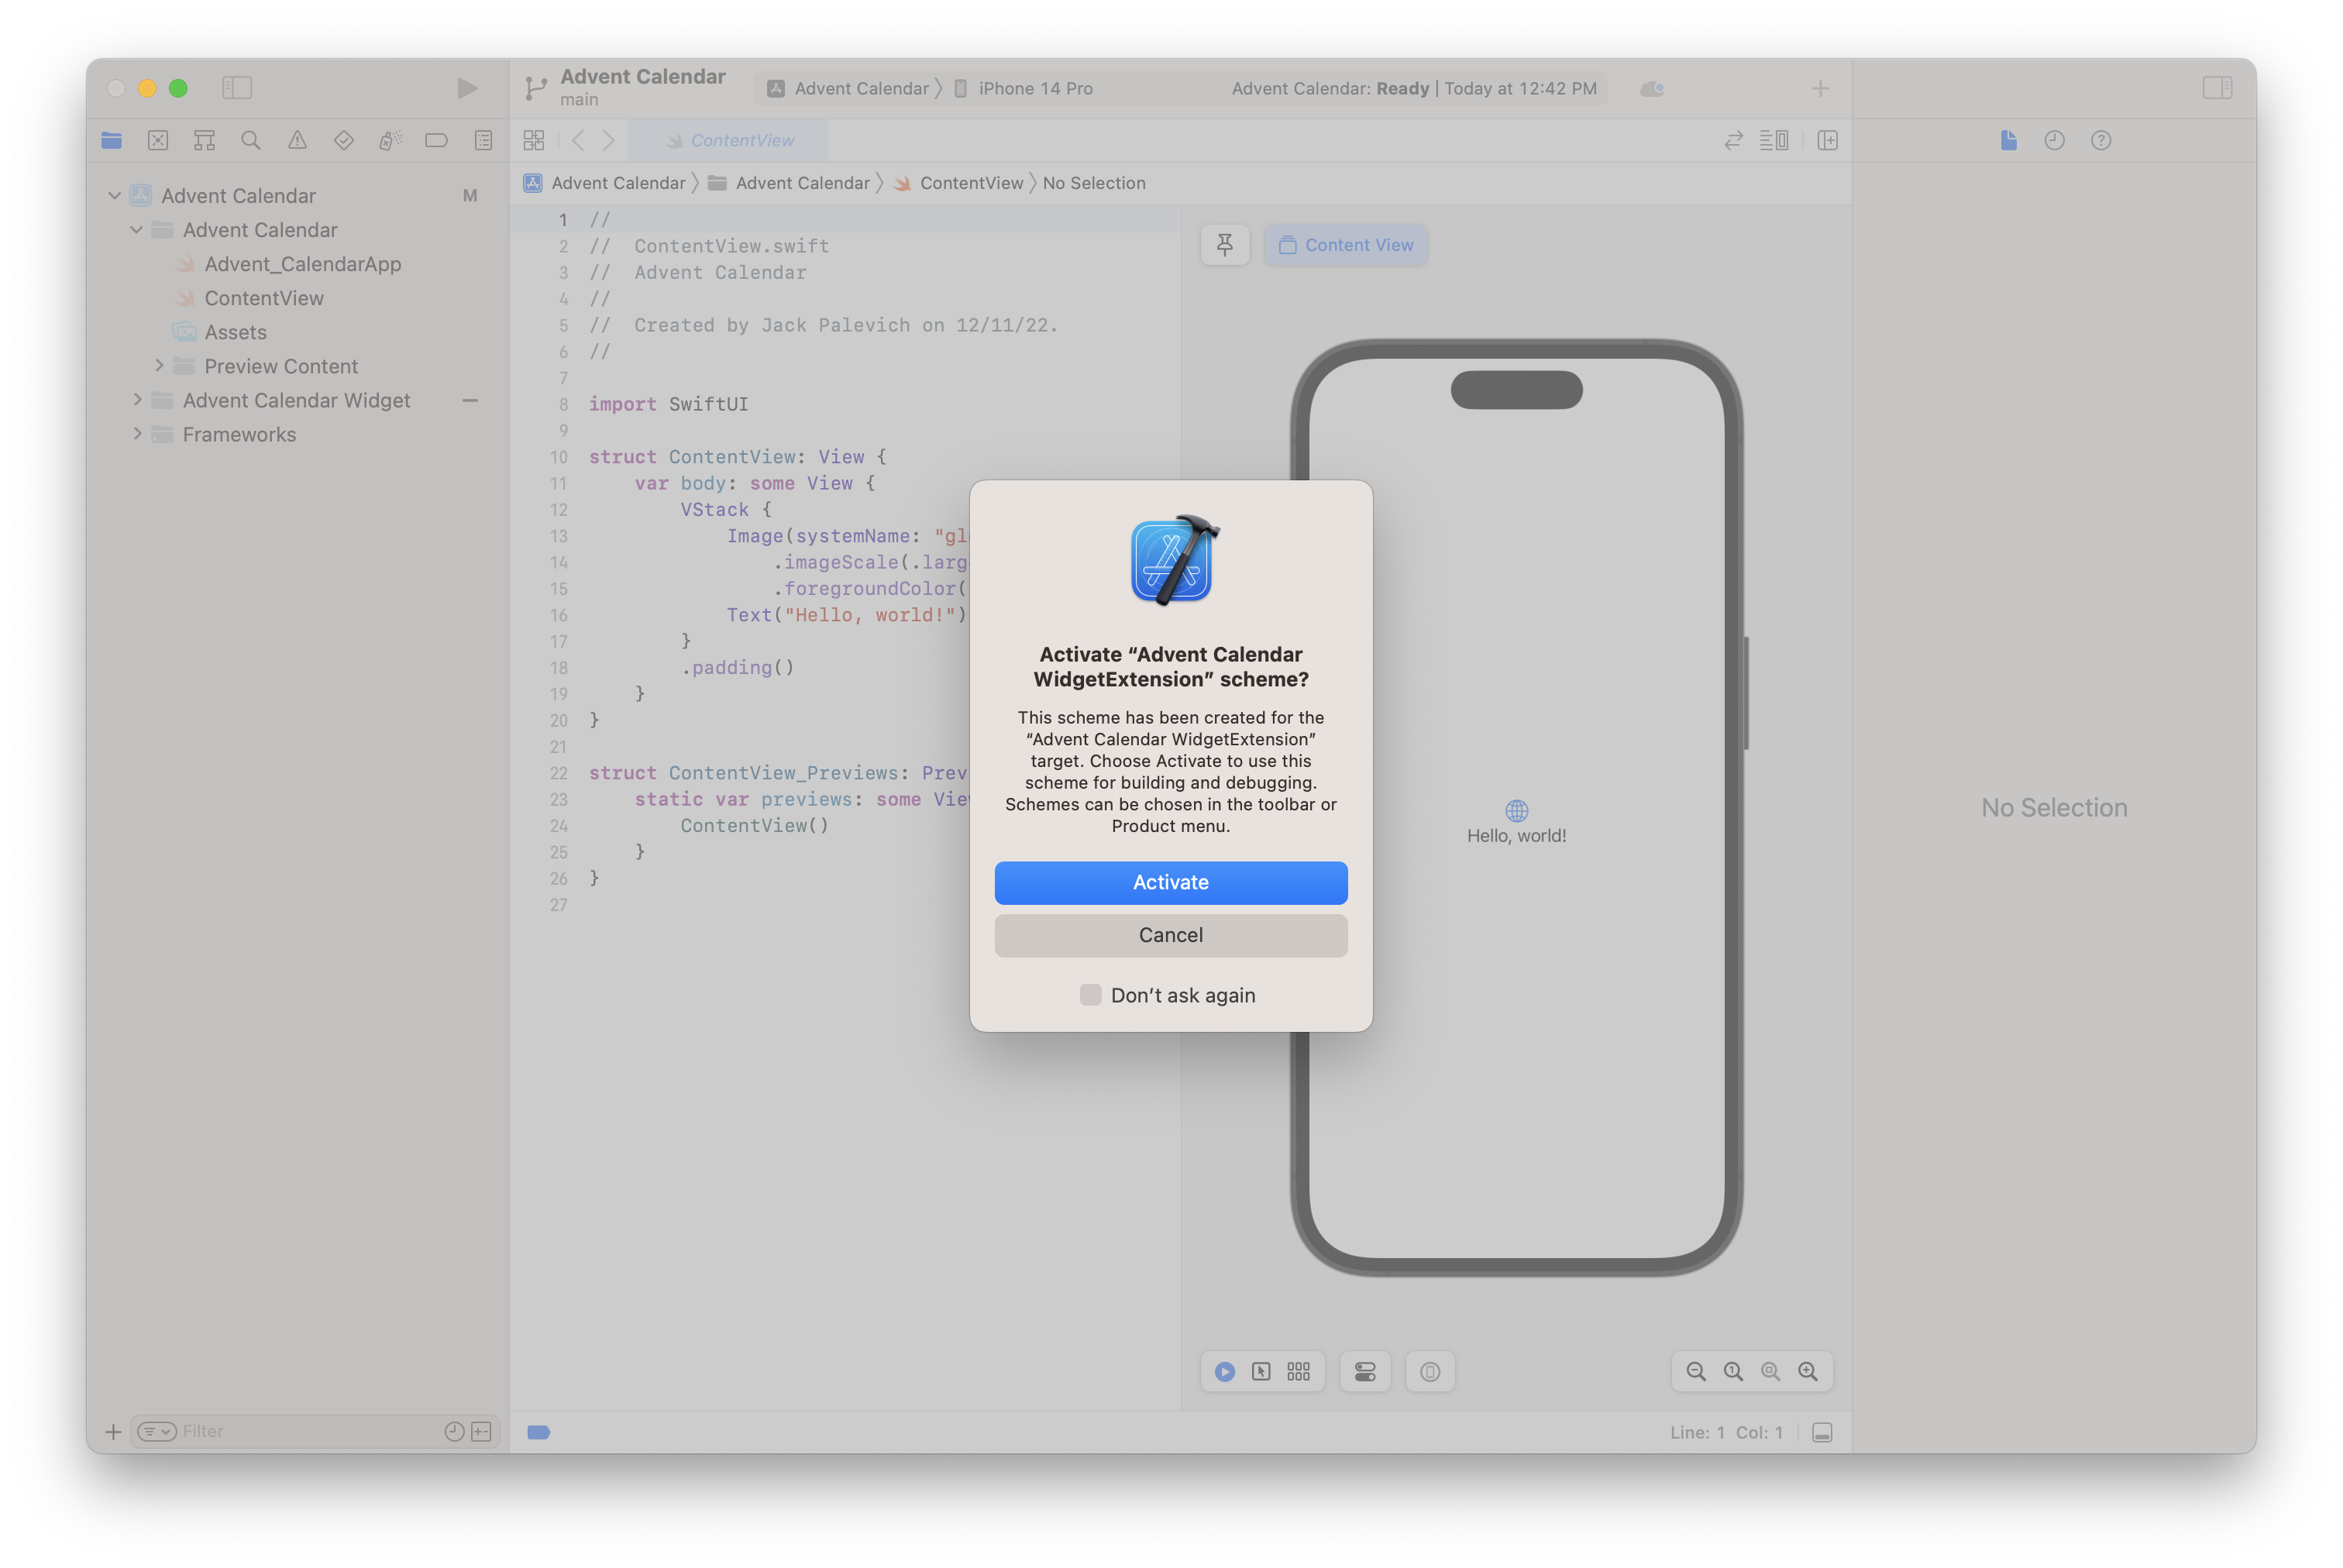 Advent Calendar
main
Advent Calendar
iPhone 14 Pro
Advent Calendar: Ready | Today at 12:42 PM
ContentView
Advent Calendar
Advent Calendar
ContentView
No Selection
Advent Calendar M
Advent Calendar
Advent_CalendarApp
ContentView
Assets
Preview Content
Advent Calendar Widget
Frameworks
Filter
1 //
2 //  ContentView.swift
3 //  Advent Calendar
4 //
5 //  Created by Jack Palevich on 12/11/22.
6 //
7
8 import SwiftUI
9
10 struct ContentView: View {
11     var body: some View {
12         VStack {
13             Image(systemName: "gl
14                 .imageScale(.larg
15                 .foregroundColor(
16             Text("Hello, world!")
17         }
18         .padding()
19     }
20 }
21
22 struct ContentView_Previews: Prev
23     static var previews: some View
24         ContentView()
25     }
26 }
27
Content View
Hello, world!
Activate “Advent Calendar
WidgetExtension” scheme?
This scheme has been created for the
“Advent Calendar WidgetExtension”
target. Choose Activate to use this
scheme for building and debugging.
Schemes can be chosen in the toolbar or
Product menu.
Activate
Cancel
Don’t ask again
No Selection
Line: 1 Col: 1